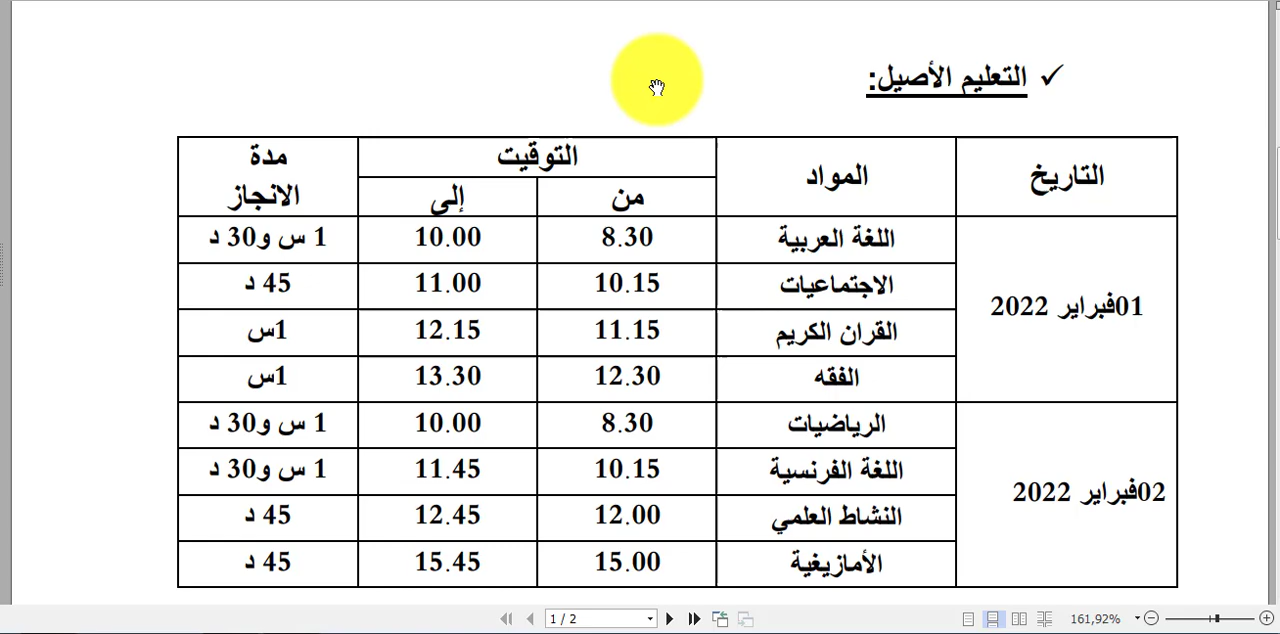 ✓ التعليم الأصيل:
التاريخ المواد التوقيت مدة الانجاز
من إلى
01فبراير 2022
اللغة العربية 8.30 10.00 1 س و30 د
الاجتماعيات 10.15 11.00 45 د
القران الكريم 11.15 12.15 1س
الفقه 12.30 13.30 1س
02فبراير 2022
الرياضيات 8.30 10.00 1 س و30 د
اللغة الفرنسية 10.15 11.45 1 س و30 د
النشاط العلمي 12.00 12.45 45 د
الأمازيغية 15.00 15.45 45 د
1 / 2
161,92%